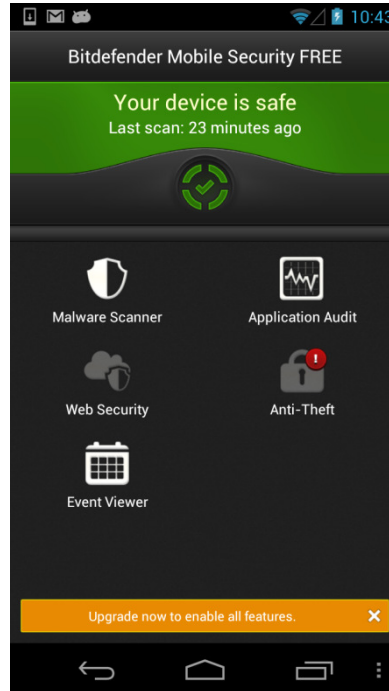 10:43
Bitdefender Mobile Security FREE
Your device is safe
Last scan: 23 minutes ago
Malware Scanner
Application Audit
Web Security
Anti-Theft
Event Viewer
Upgrade now to enable all features.